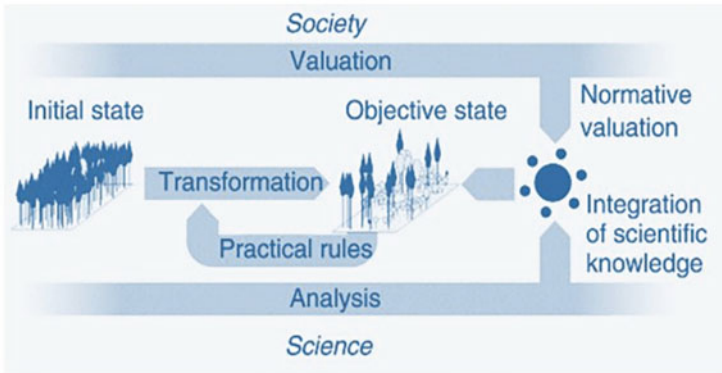 Society
Valuation
Initial state
Objective state
Normative
valuation
Transformation
Practical rules
Integration
of scientific
knowledge
Analysis
Science